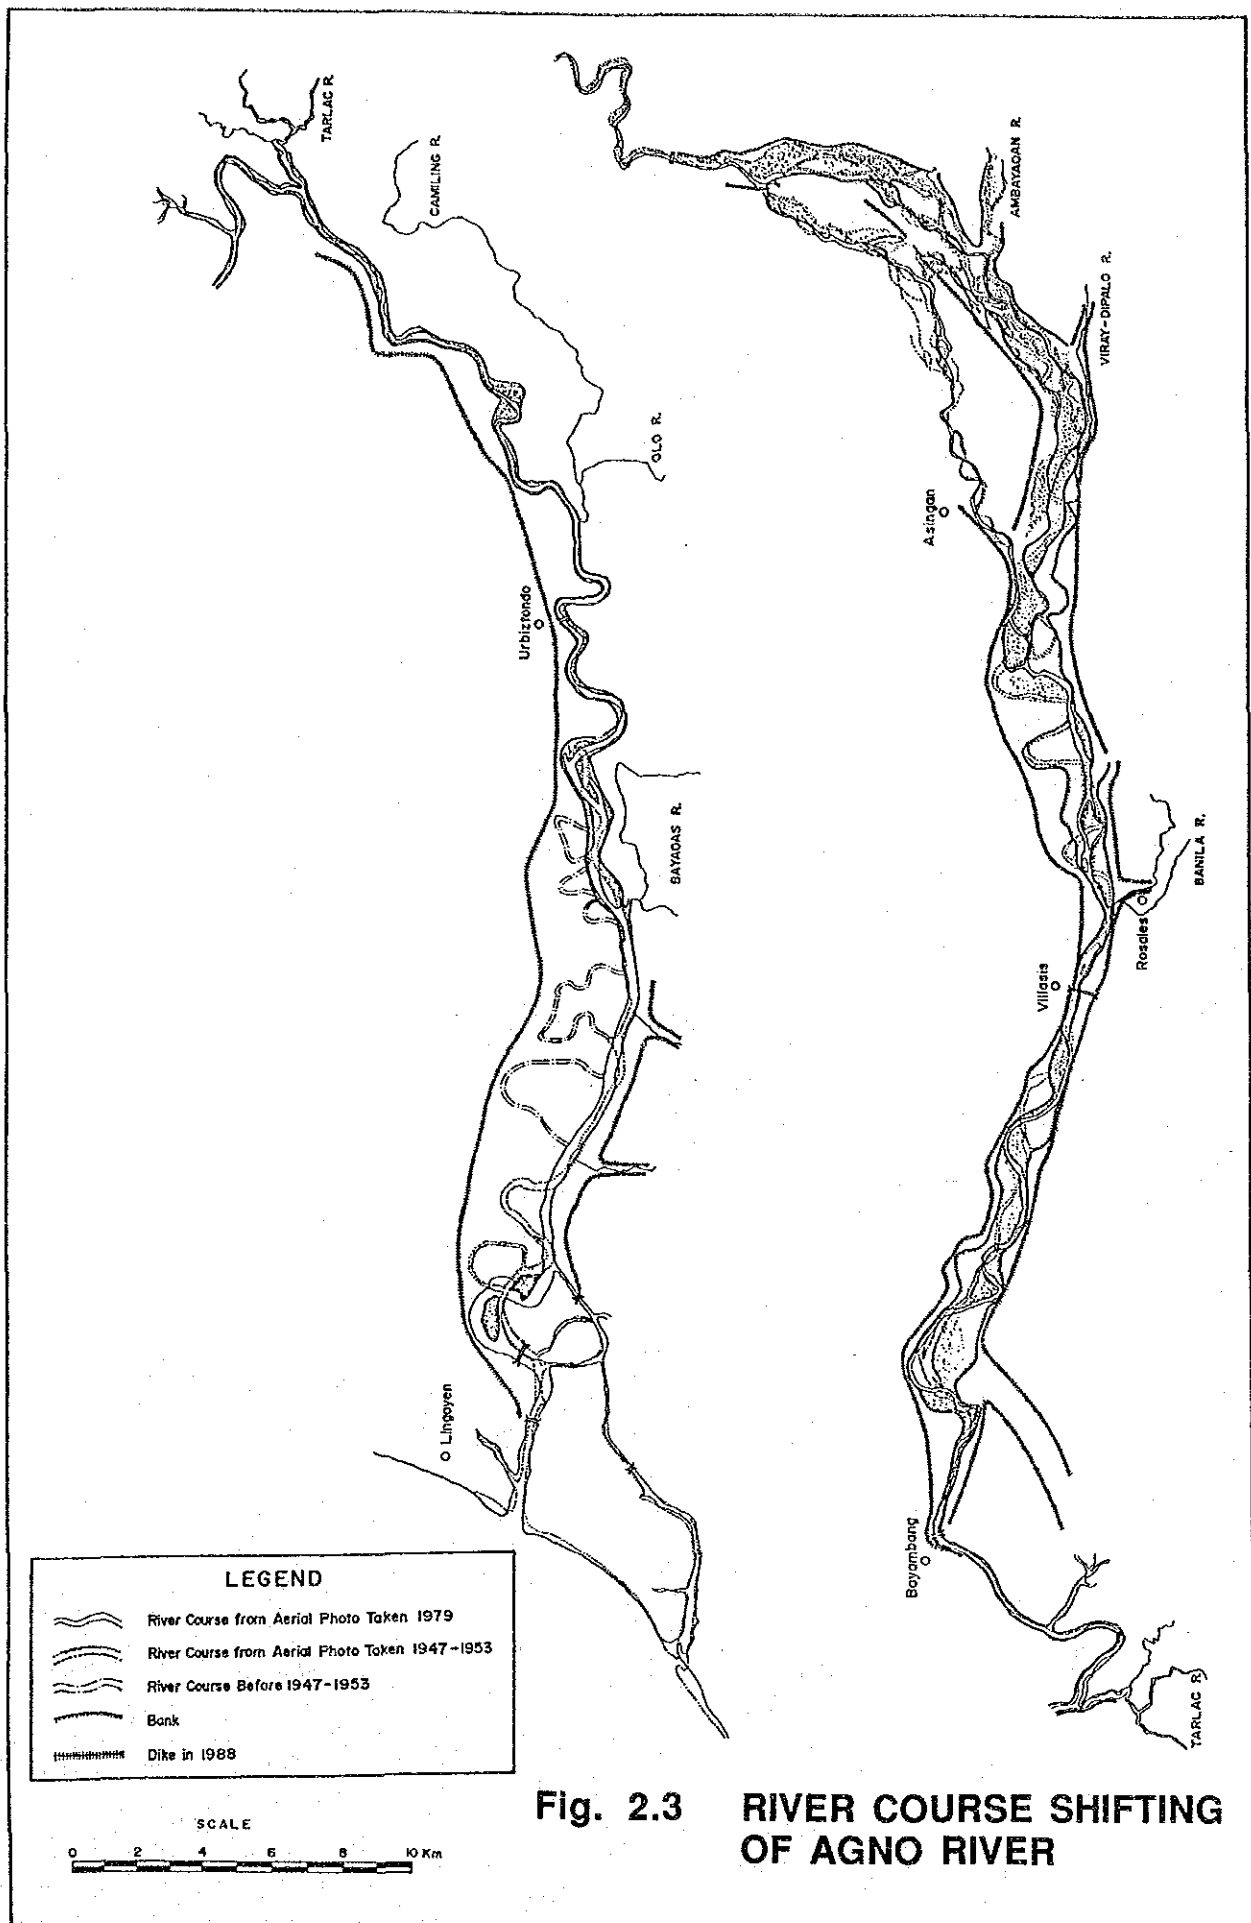 TARLAC R.
CAMILING R.
OLO R.
Urbiztondo
BAYAOAS R.
Lingayen
AMBAYAOAN R.
VIRAY-DIPALO R.
Asingan
BANILA R.
Rosales
Villasis
Bayambang
TARLAC R.
LEGEND
River Course from Aerial Photo Taken 1979
River Course from Aerial Photo Taken 1947-1953
River Course Before 1947-1953
Bank
Dike in 1988
SCALE
0 2 4 6 8 10 Km
Fig. 2.3 RIVER COURSE SHIFTING
OF AGNO RIVER